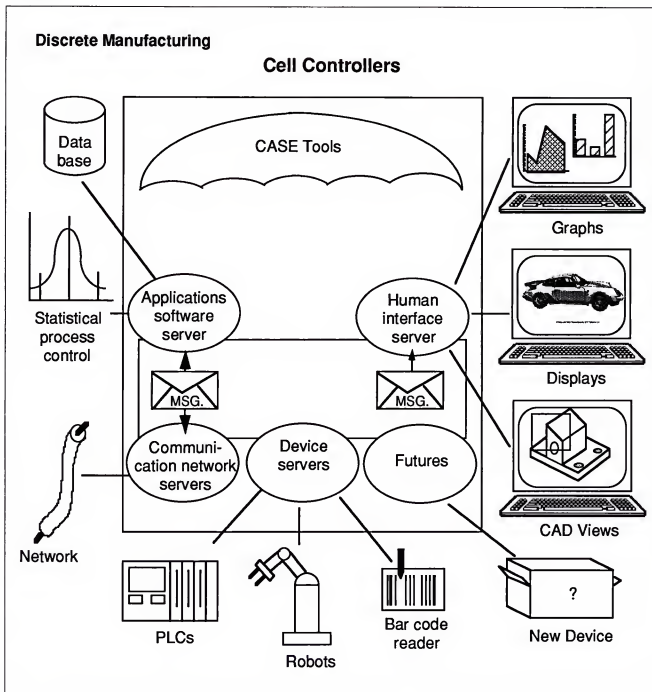 Discrete Manufacturing
Cell Controllers
Data
base
CASE Tools
Graphs
Statistical
process
control
Applications
software
server
Human
interface
server
Displays
MSG.
MSG.
Communi-
cation network
servers
Device
servers
Futures
CAD Views
Network
PLCs
Robots
Bar code
reader
?
New Device